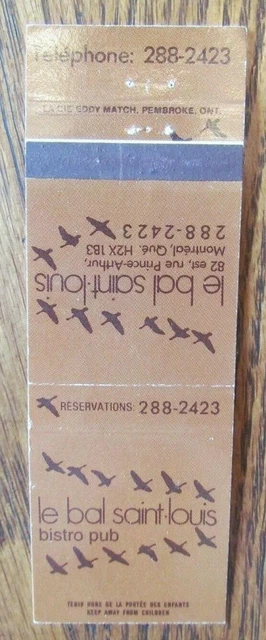 Téléphone: 288-2423
LA CIE EDDY MATCH, PEMBROKE, ONT.
le bal saint-louis
82 est, rue Prince-Arthur,
Montréal, Qué. H2X 1B3
288-2423
RÉSERVATIONS: 288-2423
le bal saint-louis
bistro pub
TENIR HORS DE LA PORTÉE DES ENFANTS
KEEP AWAY FROM CHILDREN